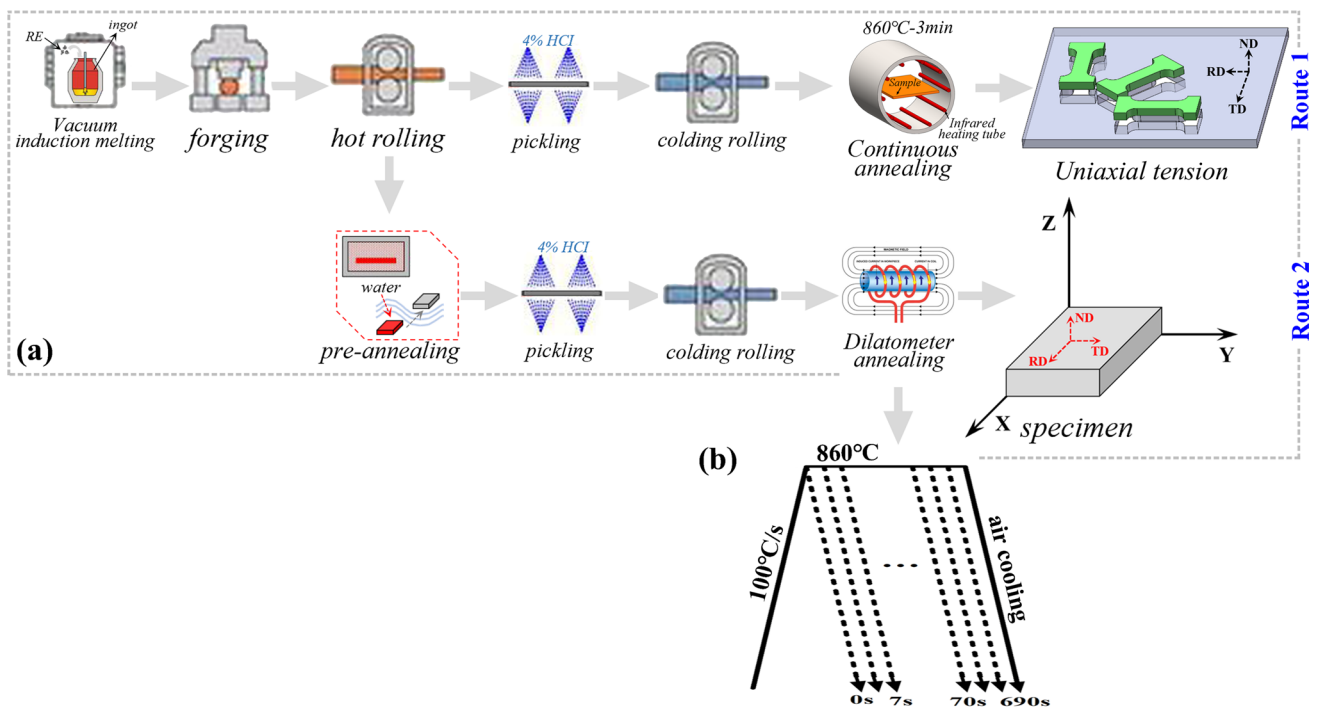 RE
ingot
Vacuum
induction melting
forging
hot rolling
4% HCl
pickling
colding rolling
860℃-3min
Sample
Infrared
heating tube
Continuous
annealing
ND
RD
TD
Uniaxial tension
Route 1
water
pre-annealing
4% HCl
pickling
colding rolling
MAGNETIC FIELD
Dilatometer
annealing
Z
ND
TD
RD
Y
X
specimen
Route 2
(a)
(b)
860℃
100℃/s
air cooling
0s
7s
70s
690s